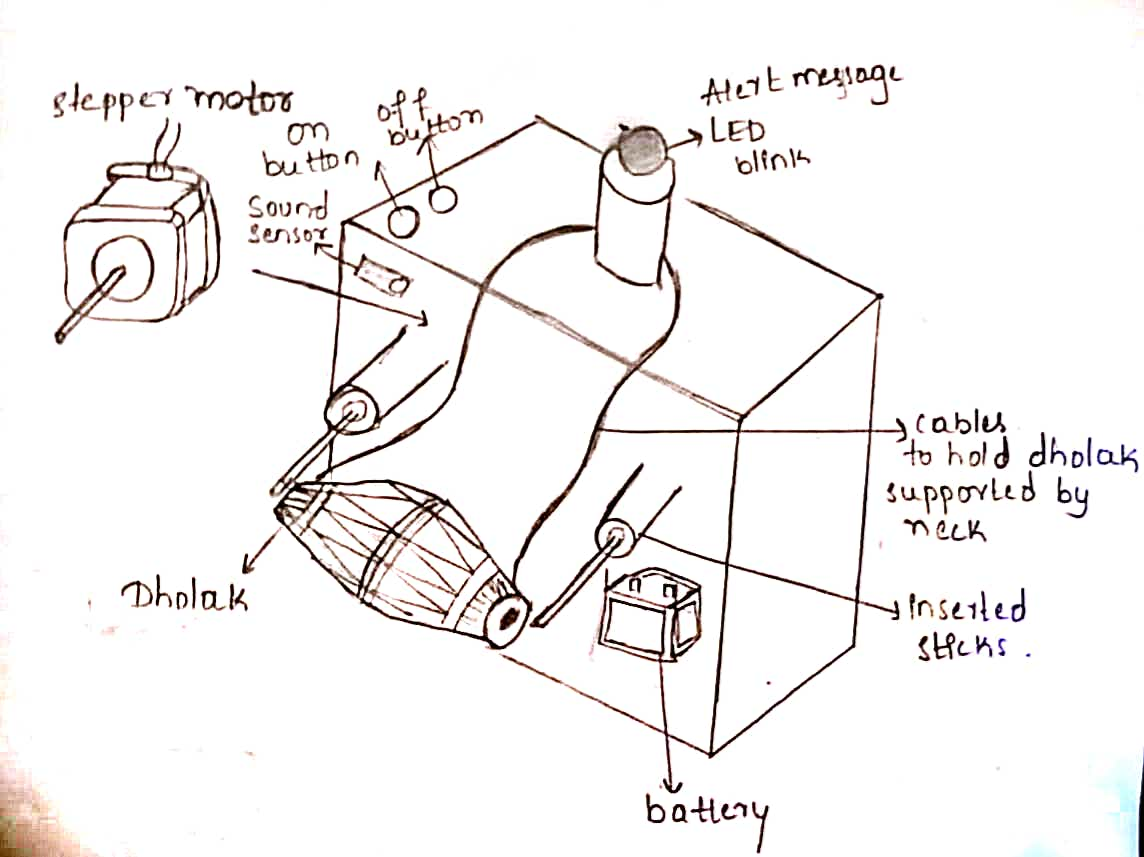 stepper motor
on
button
off
button
Sound
sensor
Alert message
LED
blink
cables
to hold dholak
supported by
neck
Dholak
inserted
sticks.
battery